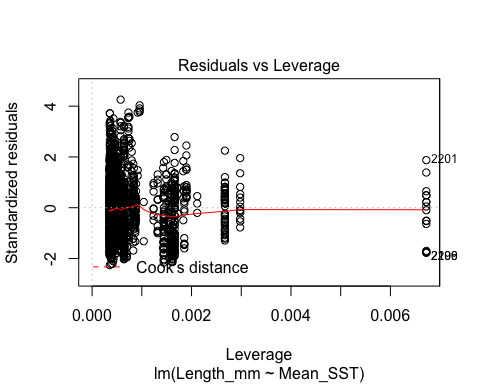 Residuals vs Leverage
Standardized residuals
4
2
0
-2
2201
Cook's distance
0.000
0.002
0.004
0.006
Leverage
lm(Length_mm ~ Mean_SST)